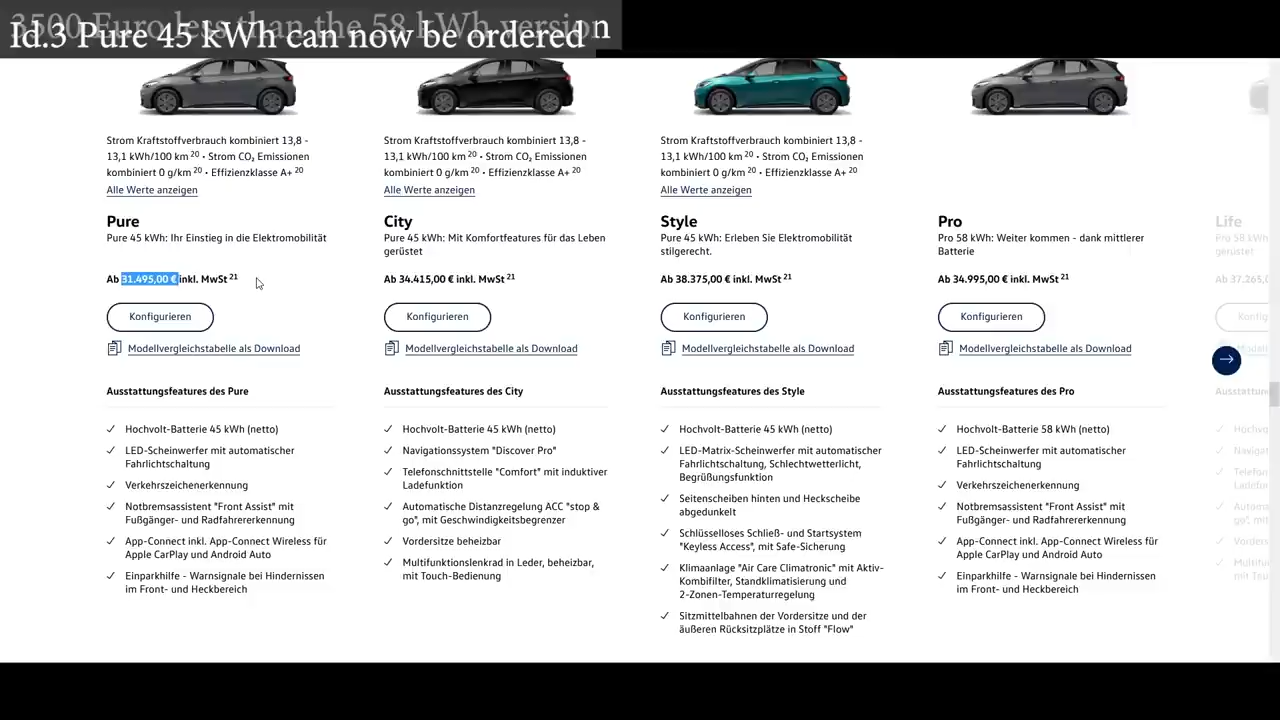 3500 Euro less than the 58 kWh version
Id.3 Pure 45 kWh can now be ordered
Strom Kraftstoffverbrauch kombiniert 13,8 -
13,1 kWh/100 km 20 • Strom CO₂ Emissionen
kombiniert 0 g/km 20 • Effizienzklasse A+ 20
Alle Werte anzeigen
Pure
Pure 45 kWh: Ihr Einstieg in die Elektromobilität
Ab 31.495,00 € inkl. MwSt 21
Konfigurieren
Modellvergleichstabelle als Download
Ausstattungsfeatures des Pure
Hochvolt-Batterie 45 kWh (netto)
LED-Scheinwerfer mit automatischer
Fahrlichtschaltung
Verkehrszeichenerkennung
Notbremsassistent "Front Assist" mit
Fußgänger- und Radfahrererkennung
App-Connect inkl. App-Connect Wireless für
Apple CarPlay und Android Auto
Einparkhilfe - Warnsignale bei Hindernissen
im Front- und Heckbereich
Strom Kraftstoffverbrauch kombiniert 13,8 -
13,1 kWh/100 km 20 • Strom CO₂ Emissionen
kombiniert 0 g/km 20 • Effizienzklasse A+ 20
Alle Werte anzeigen
City
Pure 45 kWh: Mit Komfortfeatures für das Leben
gerüstet
Ab 34.415,00 € inkl. MwSt 21
Konfigurieren
Modellvergleichstabelle als Download
Ausstattungsfeatures des City
Hochvolt-Batterie 45 kWh (netto)
Navigationssystem "Discover Pro"
Telefonschnittstelle "Comfort" mit induktiver
Ladefunktion
Automatische Distanzregelung ACC "stop &
go", mit Geschwindigkeitsbegrenzer
Vordersitze beheizbar
Multifunktionslenkrad in Leder, beheizbar,
mit Touch-Bedienung
Strom Kraftstoffverbrauch kombiniert 13,8 -
13,1 kWh/100 km 20 • Strom CO₂ Emissionen
kombiniert 0 g/km 20 • Effizienzklasse A+ 20
Alle Werte anzeigen
Style
Pure 45 kWh: Erleben Sie Elektromobilität
stilgerecht.
Ab 38.375,00 € inkl. MwSt 21
Konfigurieren
Modellvergleichstabelle als Download
Ausstattungsfeatures des Style
Hochvolt-Batterie 45 kWh (netto)
LED-Matrix-Scheinwerfer mit automatischer
Fahrlichtschaltung, Schlechtwetterlicht,
Begrüßungsfunktion
Seitenscheiben hinten und Heckscheibe
abgedunkelt
Schlüsselloses Schließ- und Startsystem
"Keyless Access", mit Safe-Sicherung
Klimaanlage "Air Care Climatronic" mit Aktiv-
Kombifilter, Standklimatisierung und
2-Zonen-Temperaturregelung
Sitzmittelbahnen der Vordersitze und der
äußeren Rücksitzplätze in Stoff "Flow"
Pro
Pro 58 kWh: Weiter kommen - dank mittlerer
Batterie
Ab 34.995,00 € inkl. MwSt 21
Konfigurieren
Modellvergleichstabelle als Download
Ausstattungsfeatures des Pro
Hochvolt-Batterie 58 kWh (netto)
LED-Scheinwerfer mit automatischer
Fahrlichtschaltung
Verkehrszeichenerkennung
Notbremsassistent "Front Assist" mit
Fußgänger- und Radfahrererkennung
App-Connect inkl. App-Connect Wireless für
Apple CarPlay und Android Auto
Einparkhilfe - Warnsignale bei Hindernissen
im Front- und Heckbereich
Life
Pro 58 kWh
gerüstet
Ab 37.265,